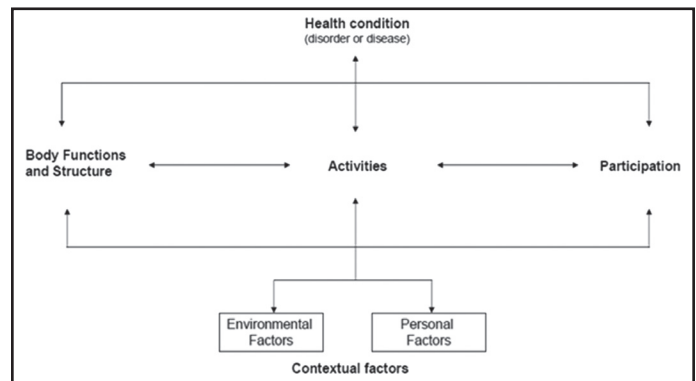 Health condition
(disorder or disease)
Body Functions
and Structure
Activities
Participation
Environmental
Factors
Personal
Factors
Contextual factors